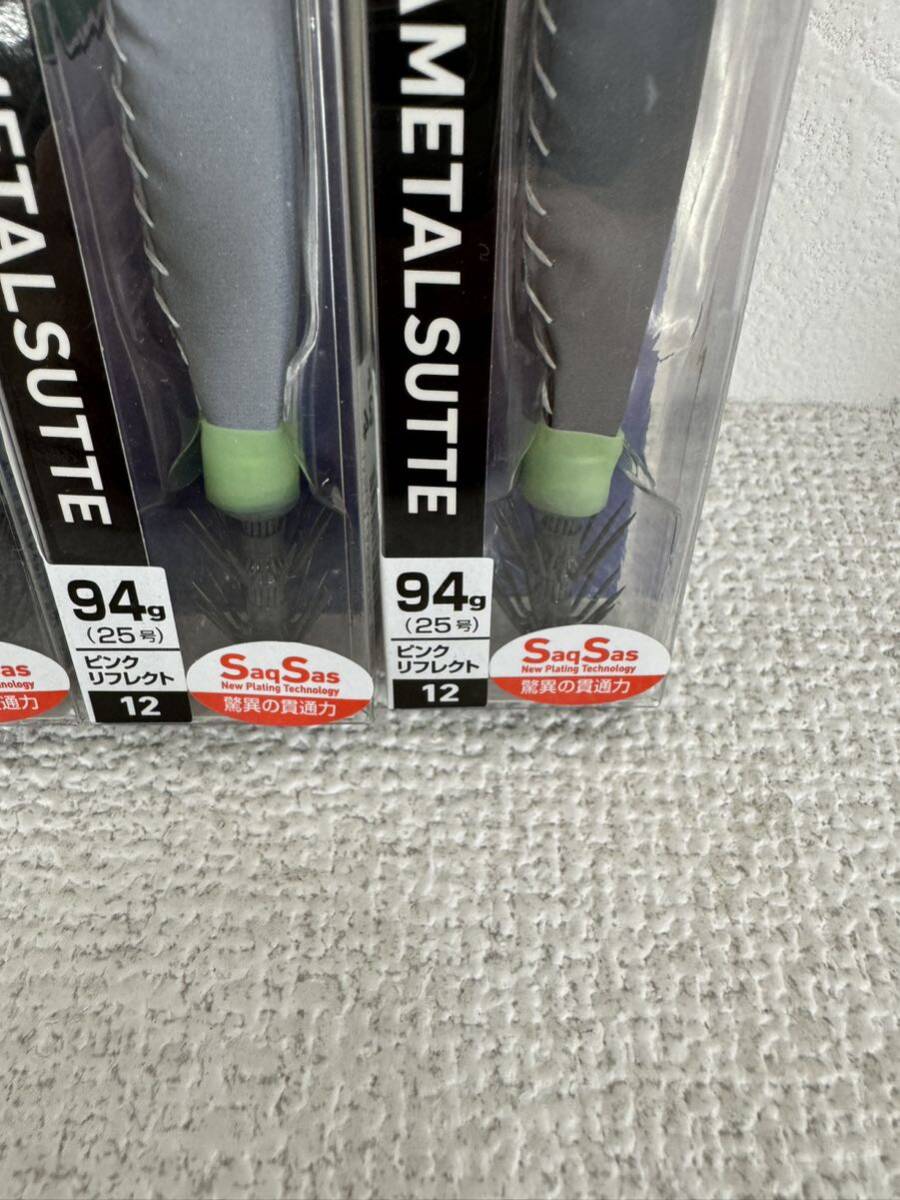 METALSUTTE
94g
(25号)
ピンク
リフレクト
12
SaqSas
New Plating Technology
驚異の貫通力
METALSUTTE
94g
(25号)
ピンク
リフレクト
12
SaqSas
New Plating Technology
驚異の貫通力